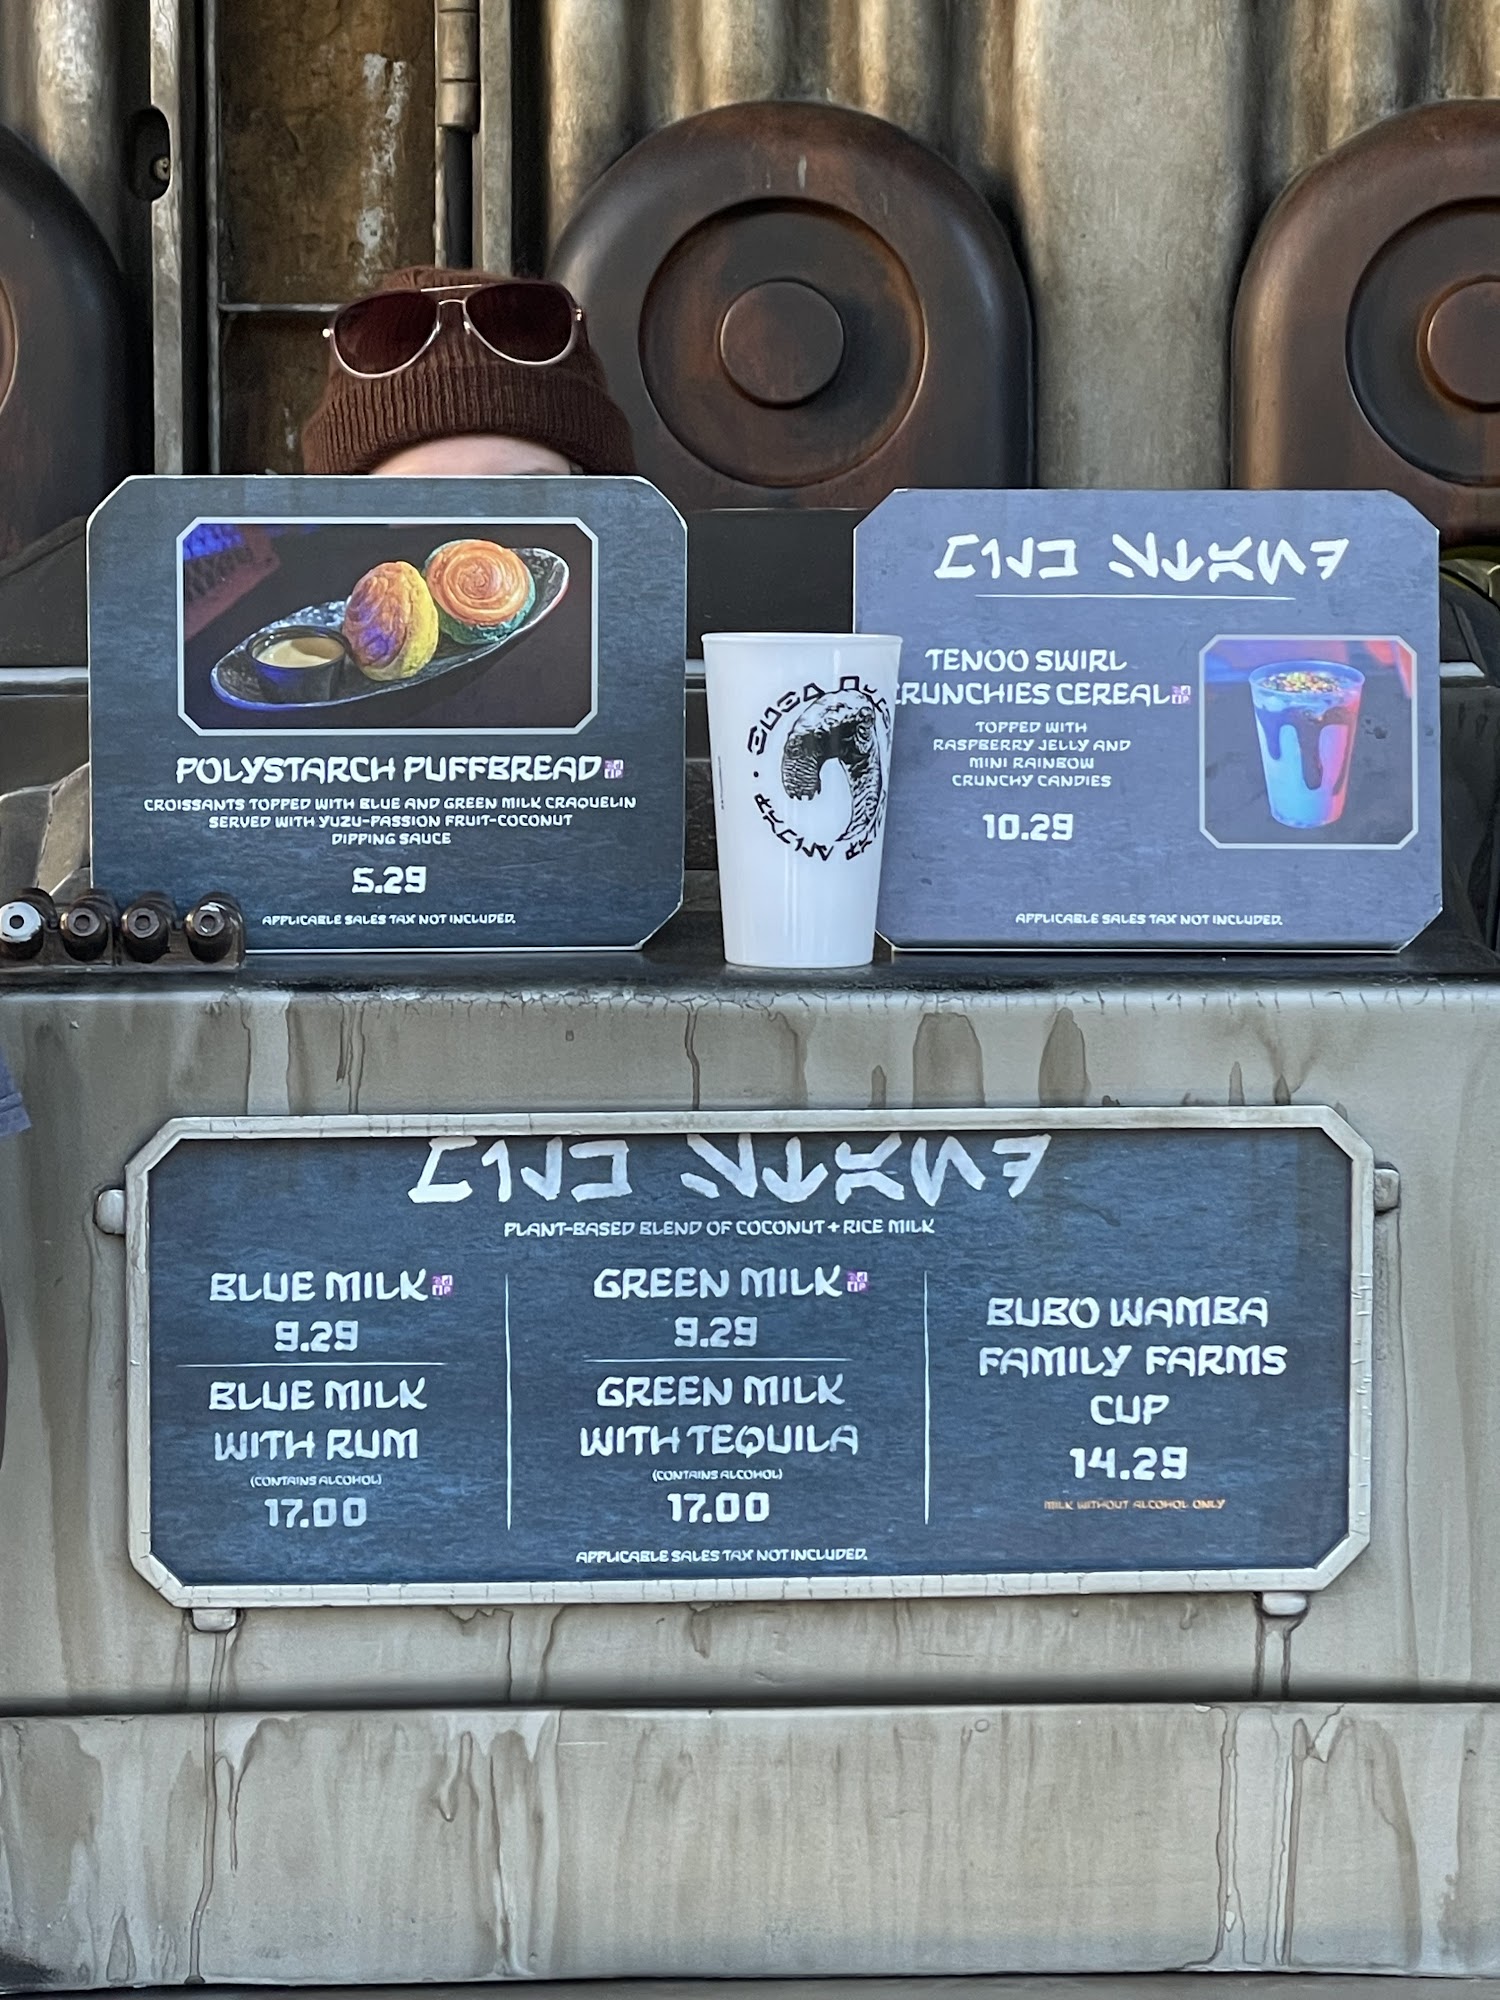 POLYSTARCH PUFFBREAD
CROISSANTS TOPPED WITH BLUE AND GREEN MILK CRAQUELIN
SERVED WITH YUZU-PASSION FRUIT-COCONUT
DIPPING SAUCE
5.29
APPLICABLE SALES TAX NOT INCLUDED.
TENOO SWIRL
CRUNCHIES CEREAL
TOPPED WITH
RASPBERRY JELLY AND
MINI RAINBOW
CRUNCHY CANDIES
10.29
APPLICABLE SALES TAX NOT INCLUDED.
PLANT-BASED BLEND OF COCONUT + RICE MILK
BLUE MILK
9.29
BLUE MILK
WITH RUM
(CONTAINS ALCOHOL)
17.00
GREEN MILK
9.29
GREEN MILK
WITH TEQUILA
(CONTAINS ALCOHOL)
17.00
BUBO WAMBA
FAMILY FARMS
CUP
14.29
MILK WITHOUT ALCOHOL ONLY
APPLICABLE SALES TAX NOT INCLUDED.